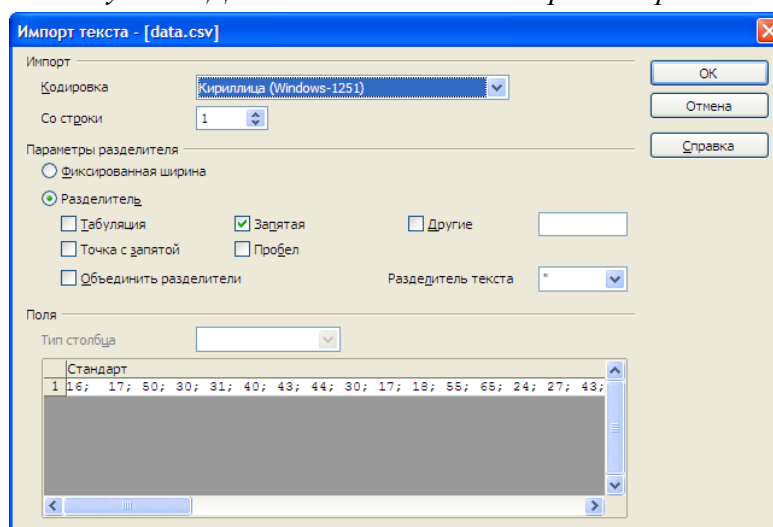 Импорт текста - [data.csv]
Импорт
Кодировка Кириллица (Windows-1251)
Со строки 1
OK
Отмена
Справка
Параметры разделителя
Фиксированная ширина
Разделитель
Табуляция Запятая Другие
Точка с запятой Пробел
Объединить разделители Разделитель текста "
Поля
Тип столбца
Стандарт
1 16; 17; 50; 30; 31; 40; 43; 44; 30; 17; 18; 55; 65; 24; 27; 43;